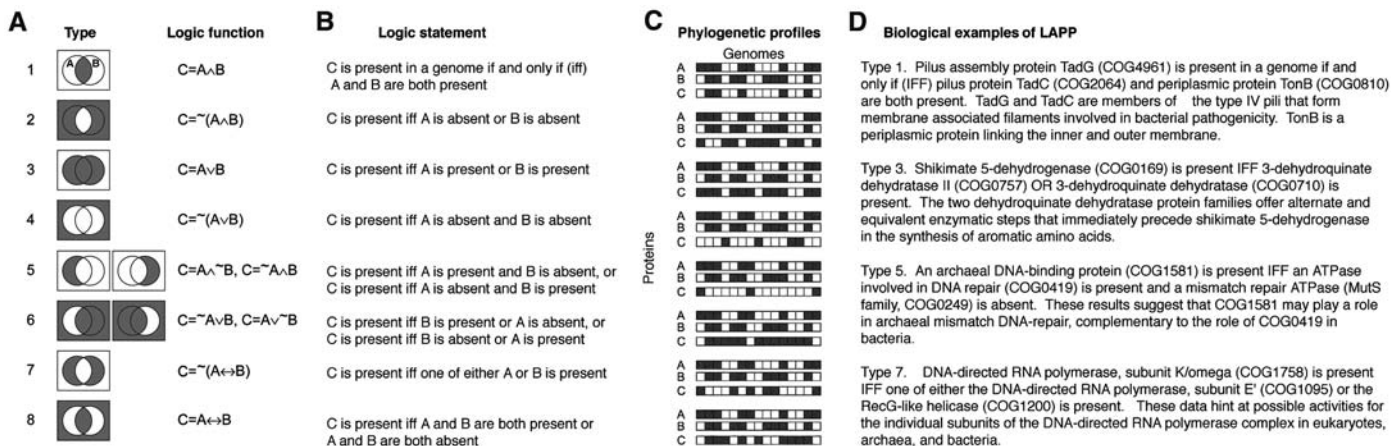 A
Type
Logic function
B
Logic statement
C
Phylogenetic profiles
D
Biological examples of LAPP
Genomes
Proteins
1
A B
C=A∧B
C is present in a genome if and only if (iff)
A and B are both present
A
B
C
Type 1. Pilus assembly protein TadG (COG4961) is present in a genome if and
only if (IFF) pilus protein TadC (COG2064) and periplasmic protein TonB (COG0810)
are both present. TadG and TadC are members of the type IV pili that form
membrane associated filaments involved in bacterial pathogenicity. TonB is a
periplasmic protein linking the inner and outer membrane.
2
C=~(A∧B)
C is present iff A is absent or B is absent
A
B
C
3
C=A∨B
C is present iff A is present or B is present
A
B
C
Type 3. Shikimate 5-dehydrogenase (COG0169) is present IFF 3-dehydroquinate
dehydratase II (COG0757) OR 3-dehydroquinate dehydratase (COG0710) is
present. The two dehydroquinate dehydratase protein families offer alternate and
equivalent enzymatic steps that immediately precede shikimate 5-dehydrogenase
in the synthesis of aromatic amino acids.
4
C=~(A∨B)
C is present iff A is absent and B is absent
A
B
C
5
C=A∧~B, C=~A∧B
C is present iff A is present and B is absent, or
C is present iff A is absent and B is present
A
B
C
Type 5. An archaeal DNA-binding protein (COG1581) is present IFF an ATPase
involved in DNA repair (COG0419) is present and a mismatch repair ATPase (MutS
family, COG0249) is absent. These results suggest that COG1581 may play a role
in archaeal mismatch DNA-repair, complementary to the role of COG0419 in
bacteria.
6
C=~A∨B, C=A∨~B
C is present iff B is present or A is absent, or
C is present iff B is absent or A is present
A
B
C
7
C=~(A↔B)
C is present iff one of either A or B is present
A
B
C
Type 7. DNA-directed RNA polymerase, subunit K/omega (COG1758) is present
IFF one of either the DNA-directed RNA polymerase, subunit E' (COG1095) or the
RecG-like helicase (COG1200) is present. These data hint at possible activities for
the individual subunits of the DNA-directed RNA polymerase complex in eukaryotes,
archaea, and bacteria.
8
C=A↔B
C is present iff A and B are both present or
A and B are both absent
A
B
C